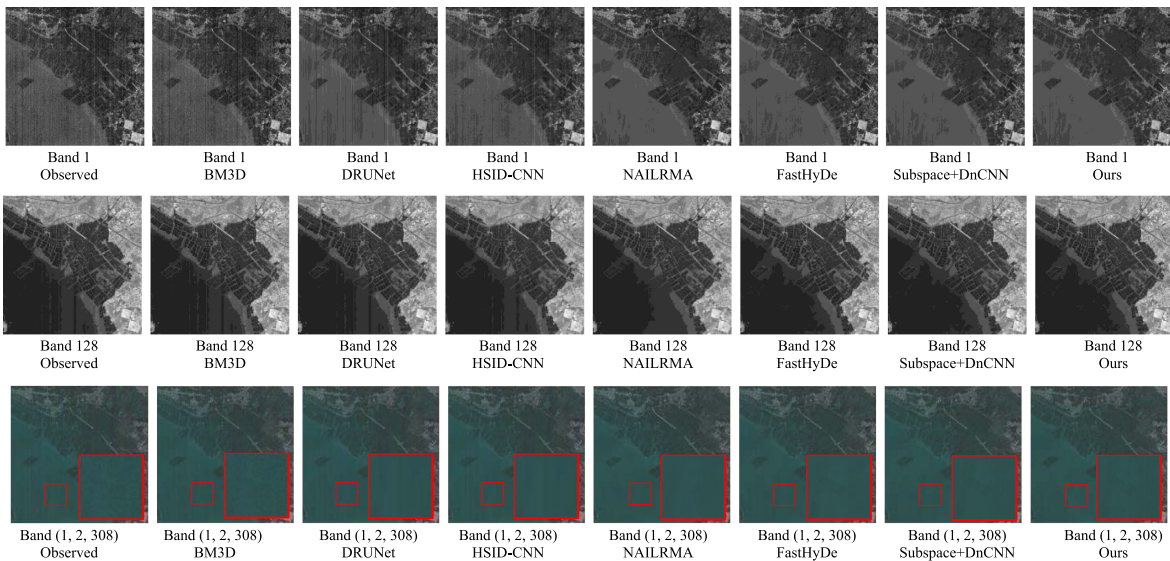 Band 1 Band 1 Band 1 Band 1 Band 1 Band 1 Band 1 Band 1
Observed BM3D DRUNet HSID-CNN NAILRMA FastHyDe Subspace+DnCNN Ours
Band 128 Band 128 Band 128 Band 128 Band 128 Band 128 Band 128 Band 128
Observed BM3D DRUNet HSID-CNN NAILRMA FastHyDe Subspace+DnCNN Ours
Band (1, 2, 308) Band (1, 2, 308) Band (1, 2, 308) Band (1, 2, 308) Band (1, 2, 308) Band (1, 2, 308) Band (1, 2, 308) Band (1, 2, 308)
Observed BM3D DRUNet HSID-CNN NAILRMA FastHyDe Subspace+DnCNN Ours